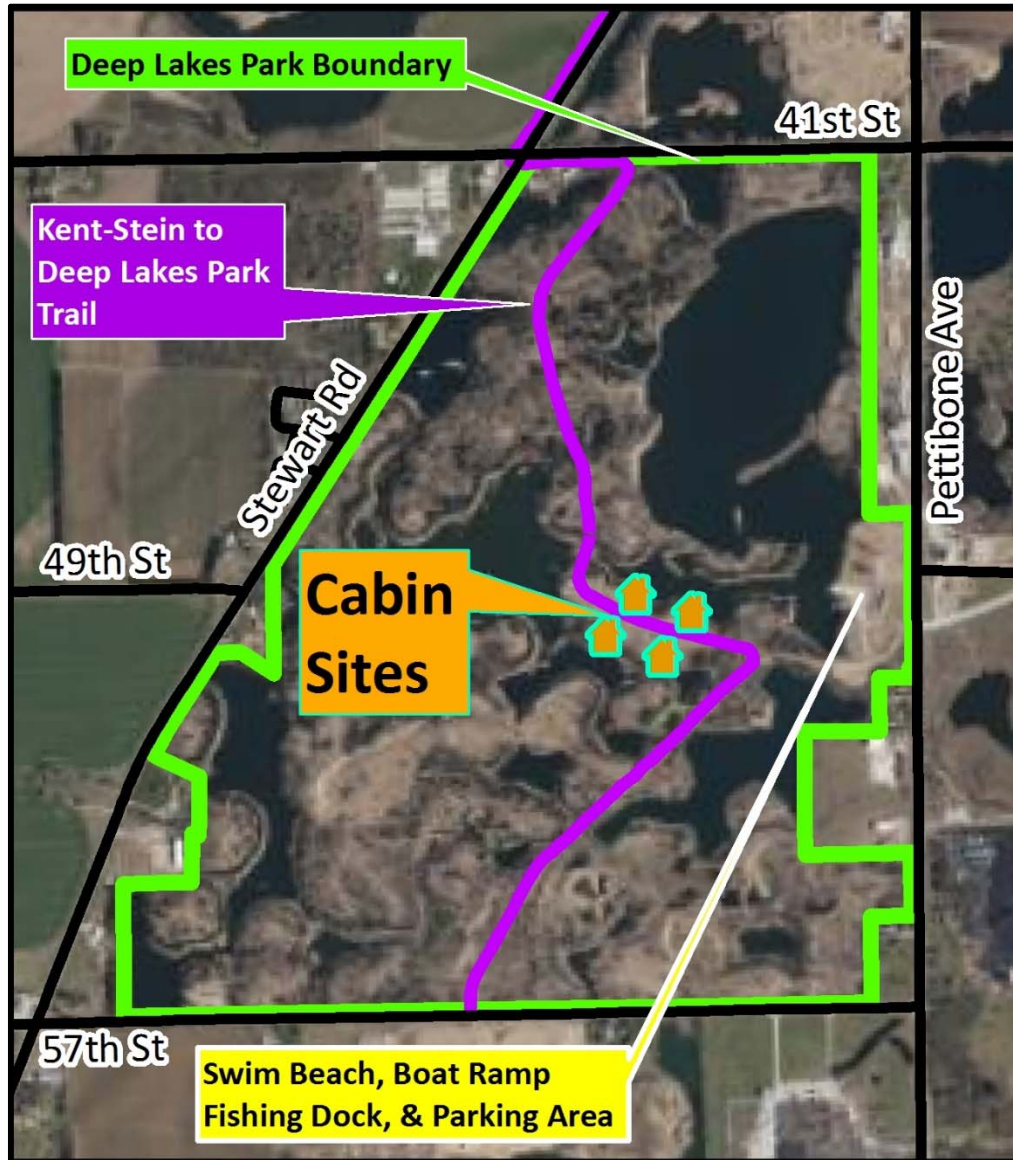 Deep Lakes Park Boundary
41st St
Kent-Stein to
Deep Lakes Park
Trail
Pettibone Ave
Stewart Rd
49th St
Cabin
Sites
57th St
Swim Beach, Boat Ramp
Fishing Dock, & Parking Area